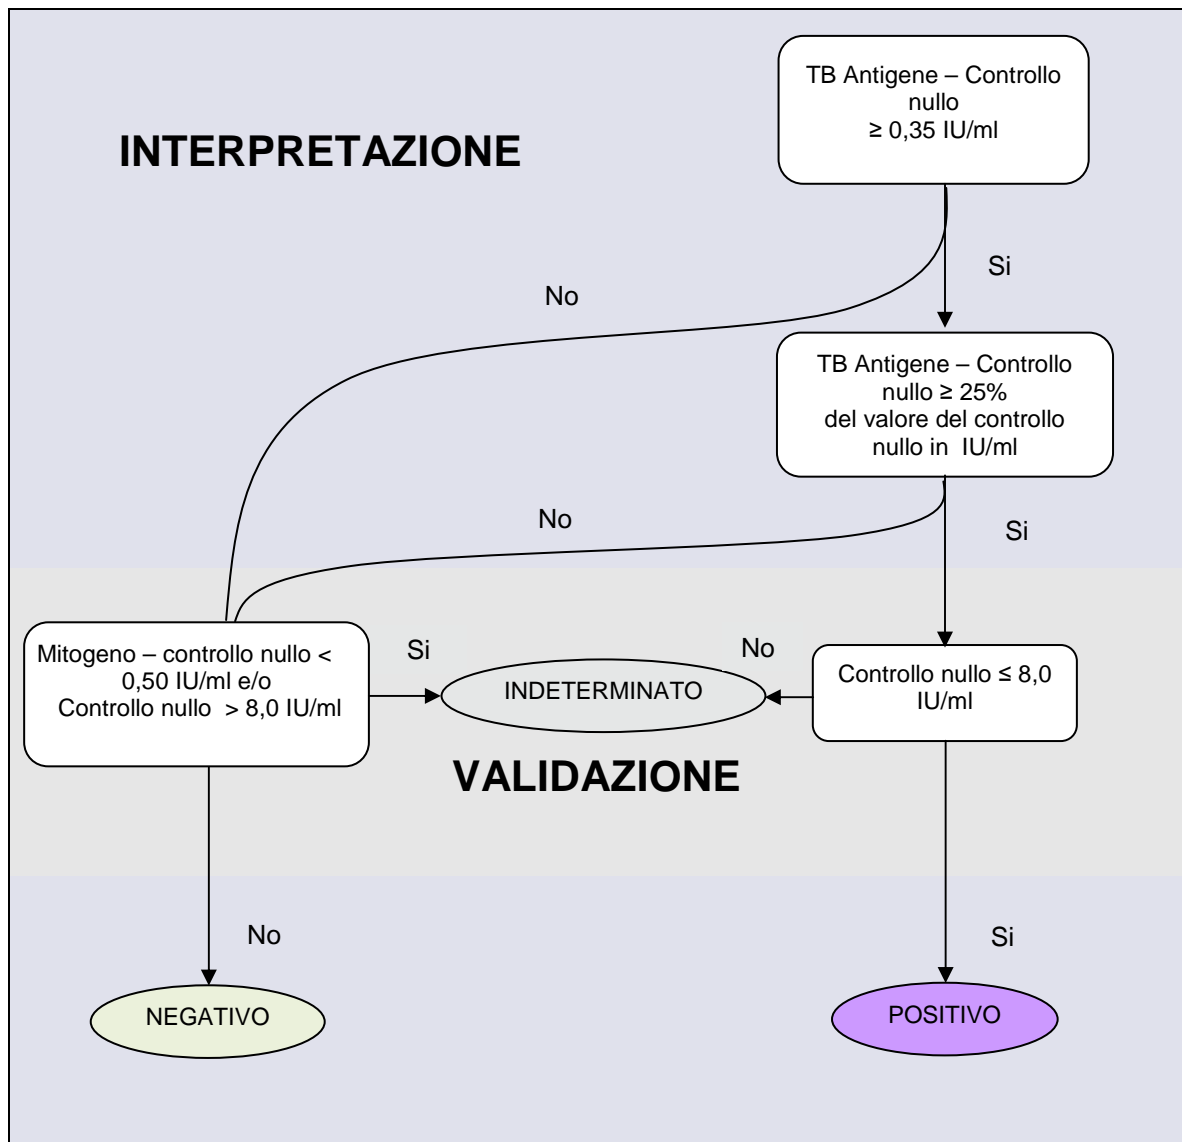 TB Antigene – Controllo
nullo
≥ 0,35 IU/ml
INTERPRETAZIONE
Si
No
TB Antigene – Controllo
nullo ≥ 25%
del valore del controllo
nullo in IU/ml
No
Si
Mitogeno – controllo nullo <
0,50 IU/ml e/o
Controllo nullo > 8,0 IU/ml
Si
INDETERMINATO
No
Controllo nullo ≤ 8,0
IU/ml
VALIDAZIONE
No
Si
NEGATIVO
POSITIVO